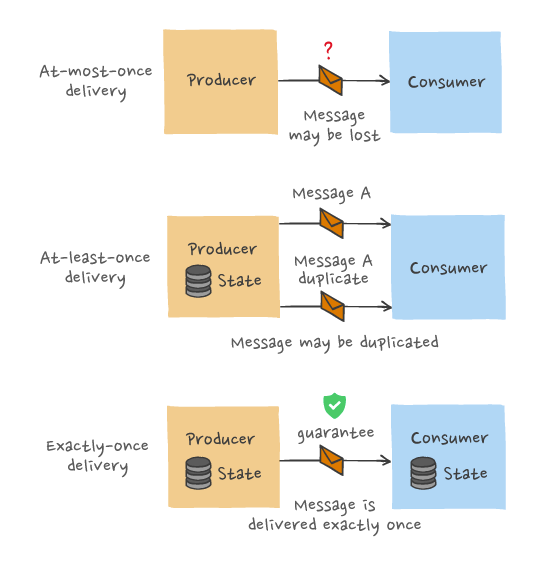 At-most-once
delivery
Producer
?
Message
may be lost
Consumer
At-least-once
delivery
Producer
State
Message A
Message A
duplicate
Consumer
Message may be duplicated
Exactly-once
delivery
Producer
State
guarantee
Message is
delivered exactly once
Consumer
State